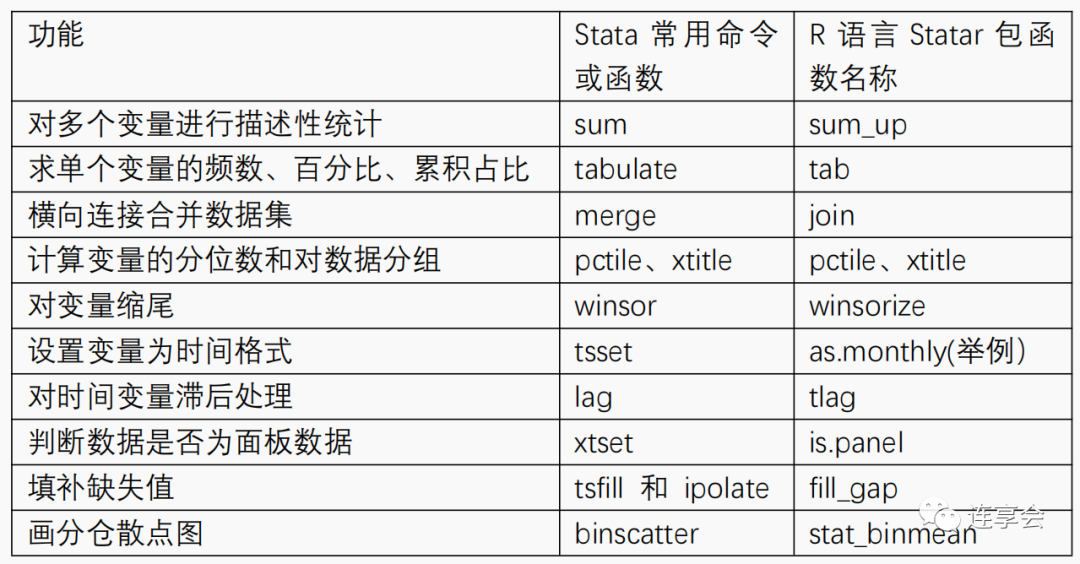 功能 Stata 常用命令 R 语言 Statar 包函
或函数 数名称
对多个变量进行描述性统计 sum sum_up
求单个变量的频数、百分比、累积占比 tabulate tab
横向连接合并数据集 merge join
计算变量的分位数和对数据分组 pctile、xtitle pctile、xtitle
对变量缩尾 winsor winsorize
设置变量为时间格式 tsset as.monthly(举例）
对时间变量滞后处理 lag tlag
判断数据是否为面板数据 xtset is.panel
填补缺失值 tsfill 和 ipolate fill_gap
画分仓散点图 binscatter stat_binmean
连享会